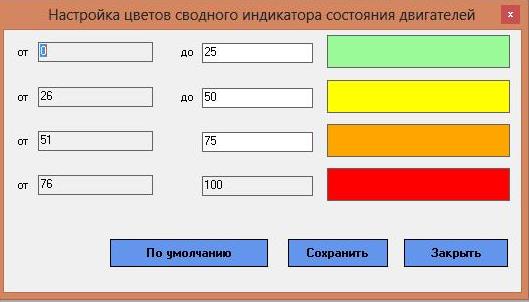 Настройка цветов сводного индикатора состояния двигателей x
от 0 до 25
от 26 до 50
от 51 75
от 76 100
По умолчанию Сохранить Закрыть